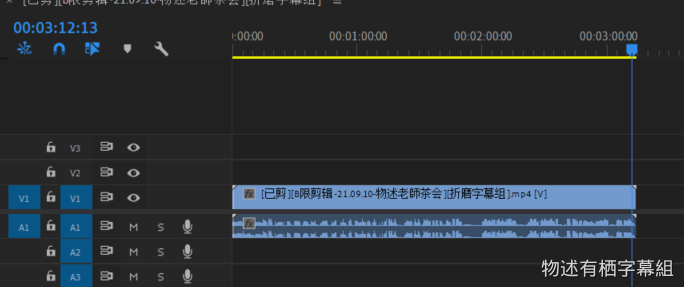 [已剪][B限剪辑-21.09.10-物述老師茶会][折磨字幕组]
00:03:12:13
:00:00 00:01:00:00 00:02:00:00 00:03:00:00
V3
V2
V1 V1 [已剪][B限剪辑-21.09.10-物述老師茶会][折磨字幕组].mp4 [V]
A1 A1 M S
A2 M S
A3 M S
物述有栖字幕組